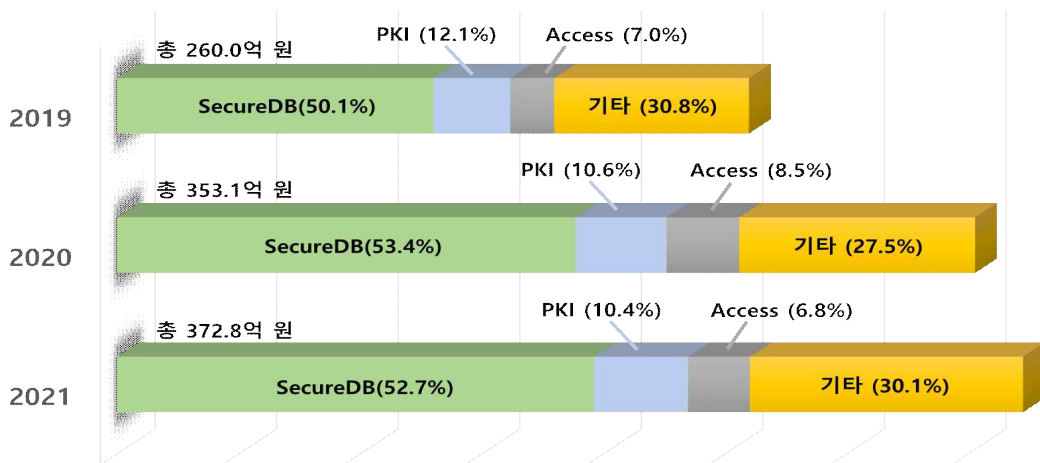 PKI (12.1%) Access (7.0%)
총 260.0억 원
2019 SecureDB(50.1%) 기타 (30.8%)
PKI (10.6%) Access (8.5%)
총 353.1억 원
2020 SecureDB(53.4%) 기타 (27.5%)
PKI (10.4%) Access (6.8%)
총 372.8억 원
2021 SecureDB(52.7%) 기타 (30.1%)